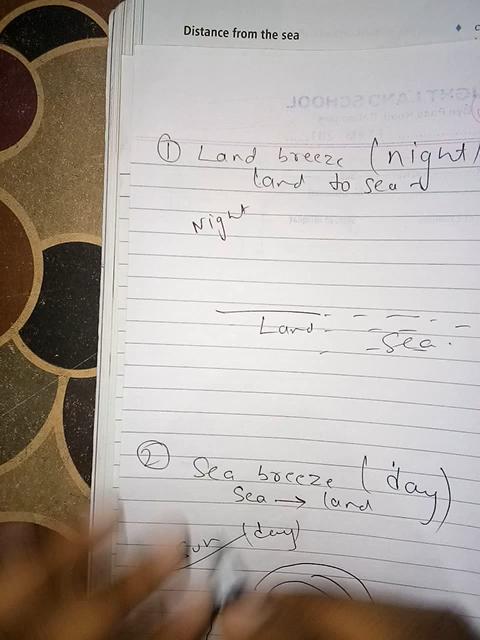 Distance from the sea
① Land breeze (night)
land to sea
Night
Land
Sea.
② Sea breeze (day)
Sea → land
(day)